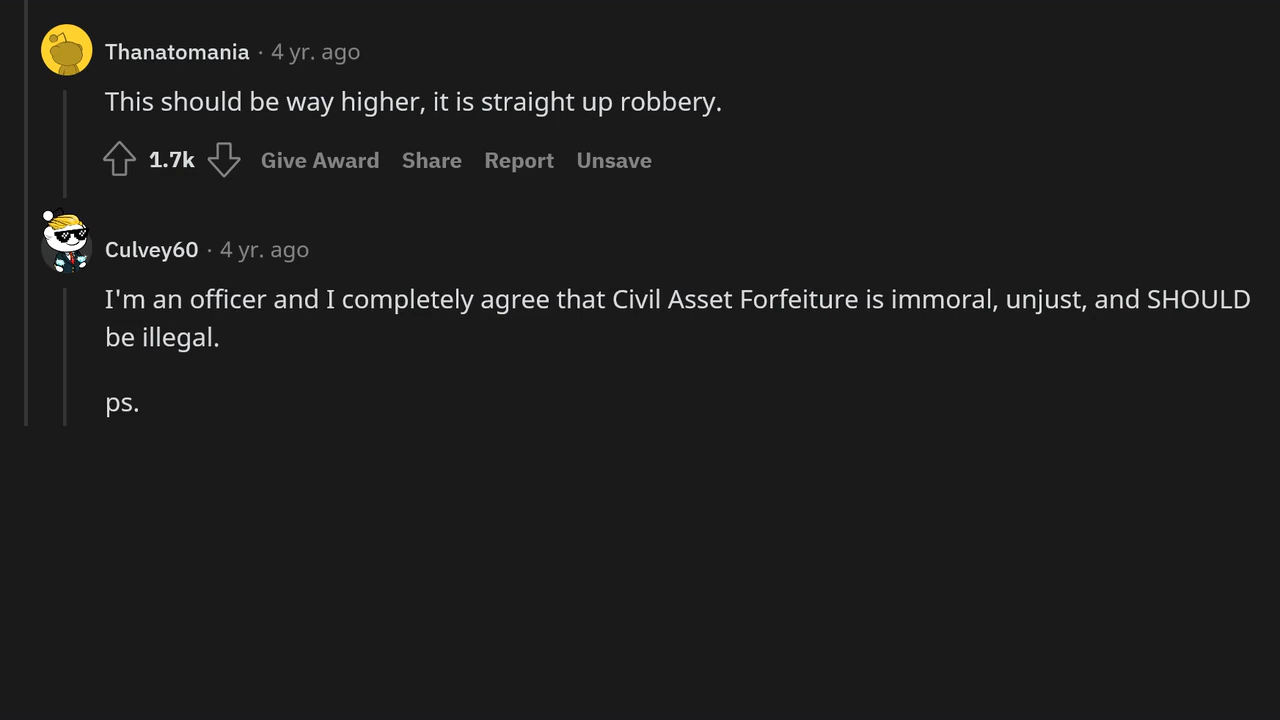 Thanatomania · 4 yr. ago
This should be way higher, it is straight up robbery.
1.7k Give Award Share Report Unsave
Culvey60 · 4 yr. ago
I'm an officer and I completely agree that Civil Asset Forfeiture is immoral, unjust, and SHOULD
be illegal.
ps.